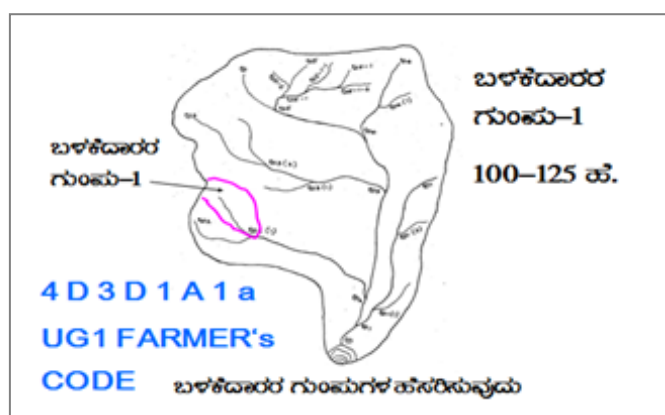 ಬಳಕೆದಾರರ
ಗುಂಪು–1
100–125 ಹೆ.
ಬಳಕೆದಾರರ
ಗುಂಪು–1
4 D 3 D 1 A 1 a
UG1 FARMER's
CODE
ಬಳಕೆದಾರರ ಗುಂಪುಗಳ ಹೆಸರಿಸುವುದು